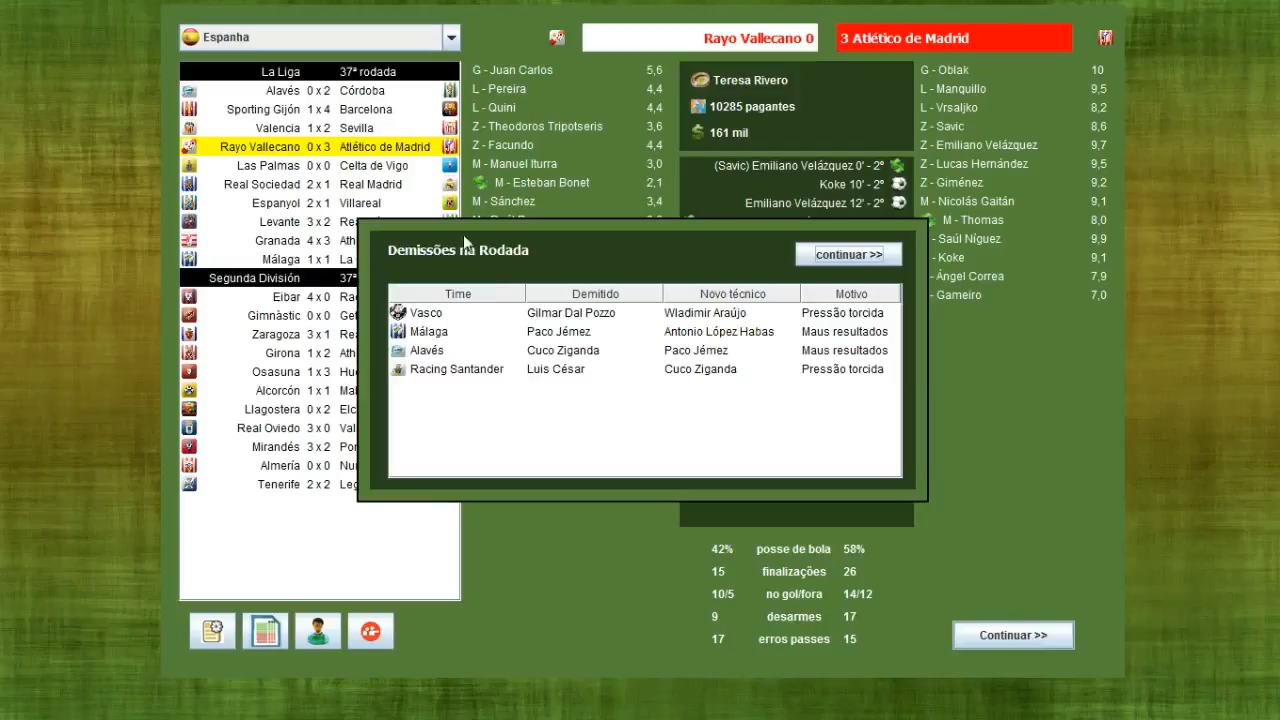 Espanha
Rayo Vallecano 0
3 Atlético de Madrid
La Liga 37ª rodada
Alavés 0 x 2 Córdoba
Sporting Gijón 1 x 4 Barcelona
Valencia 1 x 2 Sevilla
Rayo Vallecano 0 x 3 Atlético de Madrid
Las Palmas 0 x 0 Celta de Vigo
Real Sociedad 2 x 1 Real Madrid
Espanyol 2 x 1 Villareal
Levante 3 x 2
Granada 4 x 3
Málaga 1 x 1
Segunda División 37ª
Eibar 4 x 0
Gimnàstic 0 x 0
Zaragoza 3 x 1
Girona 1 x 2
Osasuna 1 x 3
Alcorcón 1 x 1
Llagostera 0 x 2
Real Oviedo 3 x 0
Mirandés 3 x 2
Almería 0 x 0
Tenerife 2 x 2
G - Juan Carlos 5,6
L - Pereira 4,4
L - Quini 4,4
Z - Theodoros Tripotseris 3,6
Z - Facundo 4,4
M - Manuel Iturra 3,0
M - Esteban Bonet 2,1
M - Sánchez 3,4
Teresa Rivero
10285 pagantes
161 mil
(Savic) Emiliano Velázquez 0' - 2º
Koke 10' - 2º
Emiliano Velázquez 12' - 2º
G - Oblak 10
L - Manquillo 9,5
L - Vrsaljko 8,2
Z - Savic 8,6
Z - Emiliano Velázquez 9,7
Z - Lucas Hernández 9,5
Z - Giménez 9,2
M - Nicolás Gaitán 9,1
M - Thomas 8,0
- Saúl Níguez 9,9
- Koke 9,1
- Ángel Correa 7,9
- Gameiro 7,0
Demissões na Rodada
continuar >>
Time Demitido Novo técnico Motivo
Vasco Gilmar Dal Pozzo Wladimir Araújo Pressão torcida
Málaga Paco Jémez Antonio López Habas Maus resultados
Alavés Cuco Ziganda Paco Jémez Maus resultados
Racing Santander Luis César Cuco Ziganda Pressão torcida
42% posse de bola 58%
15 finalizações 26
10/5 no gol/fora 14/12
9 desarmes 17
17 erros passes 15
Continuar >>